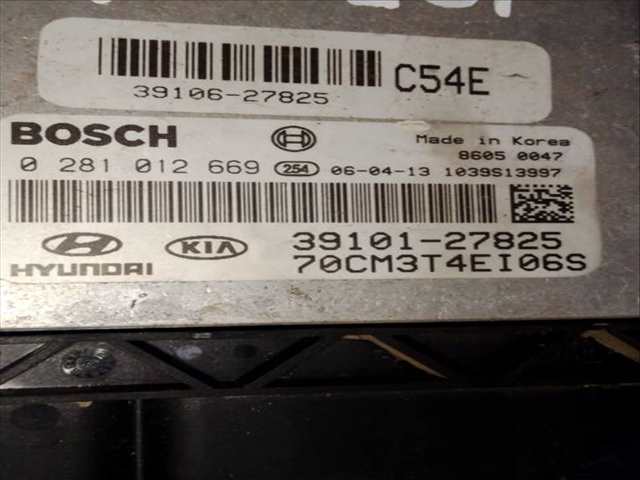 C54E
39106-27825
BOSCH
Made in Korea
8605 0047
0 281 012 669 254 06-04-13 1039S13997
39101-27825
HYUNDAI KIA 70CM3T4EI06S